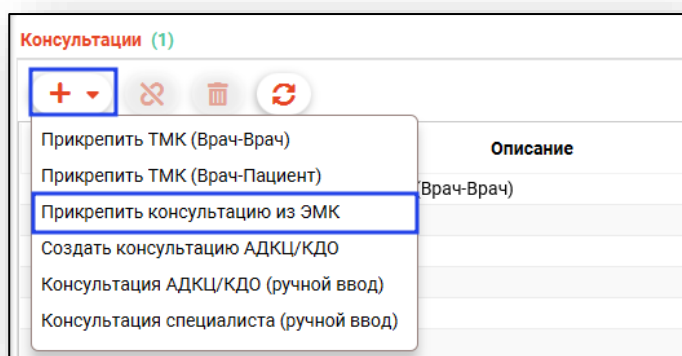 Консультации (1)
Описание
Прикрепить ТМК (Врач-Врач)
Прикрепить ТМК (Врач-Пациент)
Врач-Врач)
Прикрепить консультацию из ЭМК
Создать консультацию АДКЦ/КДО
Консультация АДКЦ/КДО (ручной ввод)
Консультация специалиста (ручной ввод)